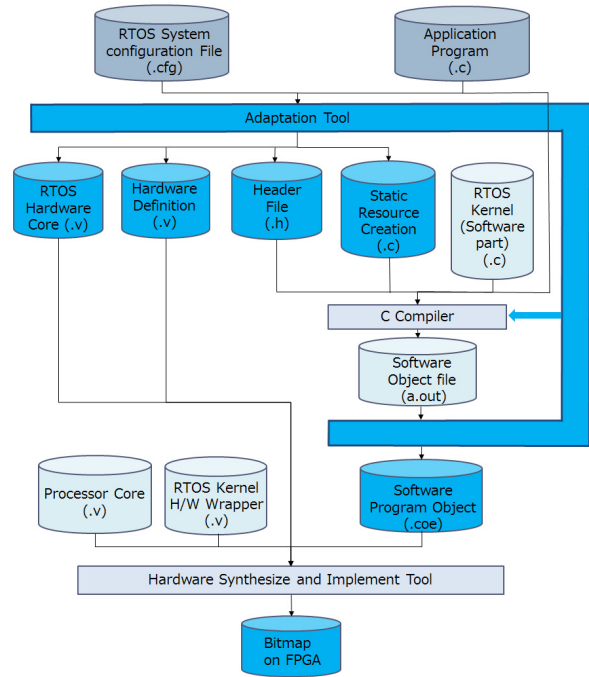 RTOS System
configuration File
(.cfg)
Application
Program
(.c)
Adaptation Tool
RTOS
Hardware
Core (.v)
Hardware
Definition
(.v)
Header
File
(.h)
Static
Resource
Creation
(.c)
RTOS
Kernel
(Software
part)
(.c)
C Compiler
Software
Object file
(a.out)
Processor Core
(.v)
RTOS Kernel
H/W Wrapper
(.v)
Software
Program Object
(.coe)
Hardware Synthesize and Implement Tool
Bitmap
on FPGA